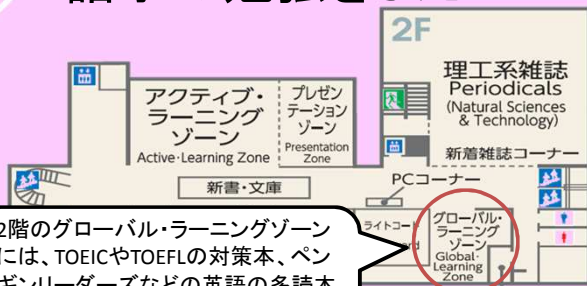 2F
理工系雑誌
Periodicals
(Natural Sciences
& Technology)
新着雑誌コーナー
アクティブ・
ラーニング
ゾーン
Active-Learning Zone
プレゼン
テーション
ゾーン
Presentation
Zone
新書・文庫
PCコーナー
ライトコート
グローバル・
ラーニング
ゾーン
Global-
Learning
Zone
2階のグローバル・ラーニングゾーン
には、TOEICやTOEFLの対策本、ペン
ギンリーダーズなどの英語の多読本